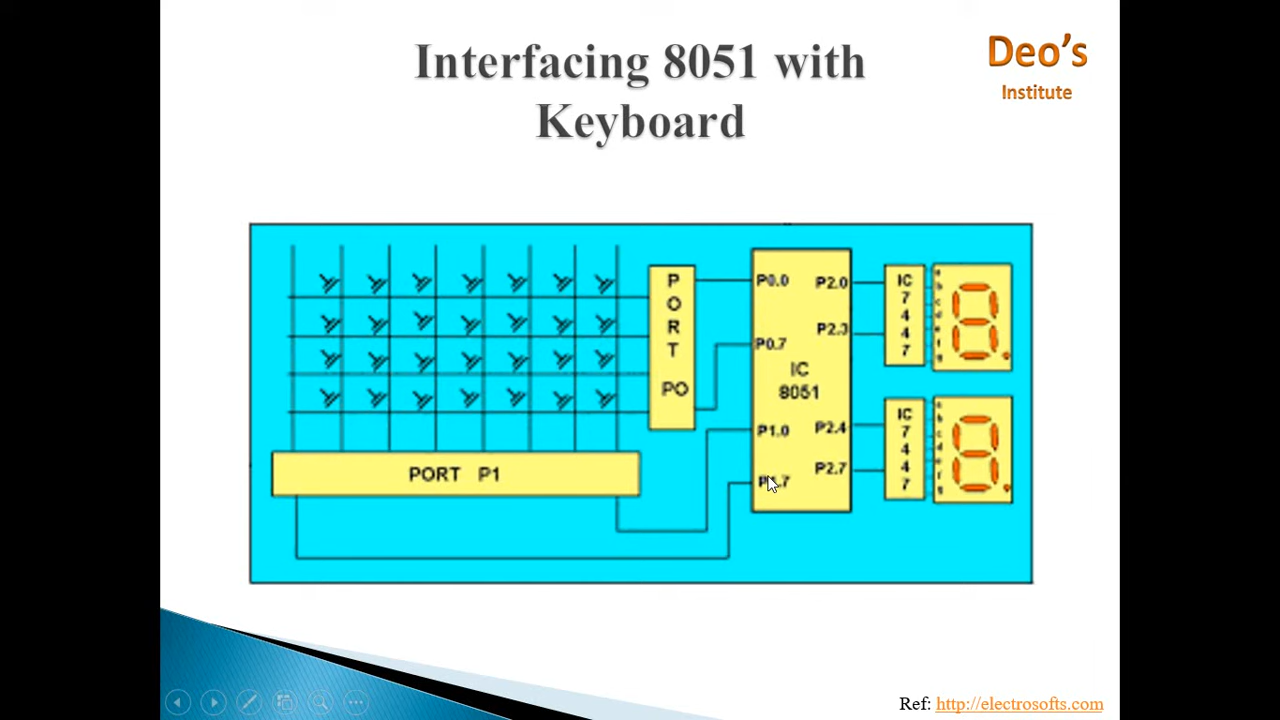 Interfacing 8051 with
Keyboard
Deo's
Institute
P
O
R
T
PO
PORT P1
P0.0
P0.7
P1.0
P2.0
P2.3
IC
8051
P2.4
P2.7
IC
7
4
4
7
IC
7
4
4
7
Ref: http://electrosofts.com